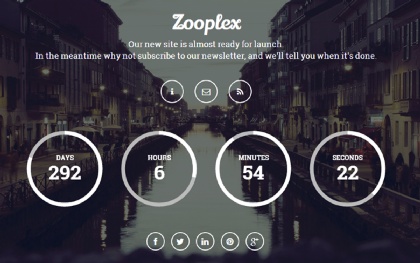 Zooplex
Our new site is almost ready for launch.
In the meantime why not subscribe to our newsletter, and we'll tell you when it's done.
DAYS
292
HOURS
6
MINUTES
54
SECONDS
22